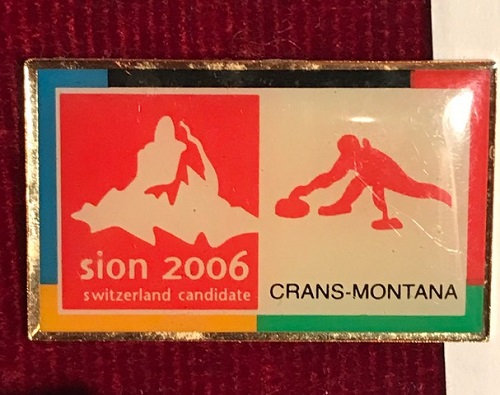 sion 2006
switzerland candidate
CRANS-MONTANA